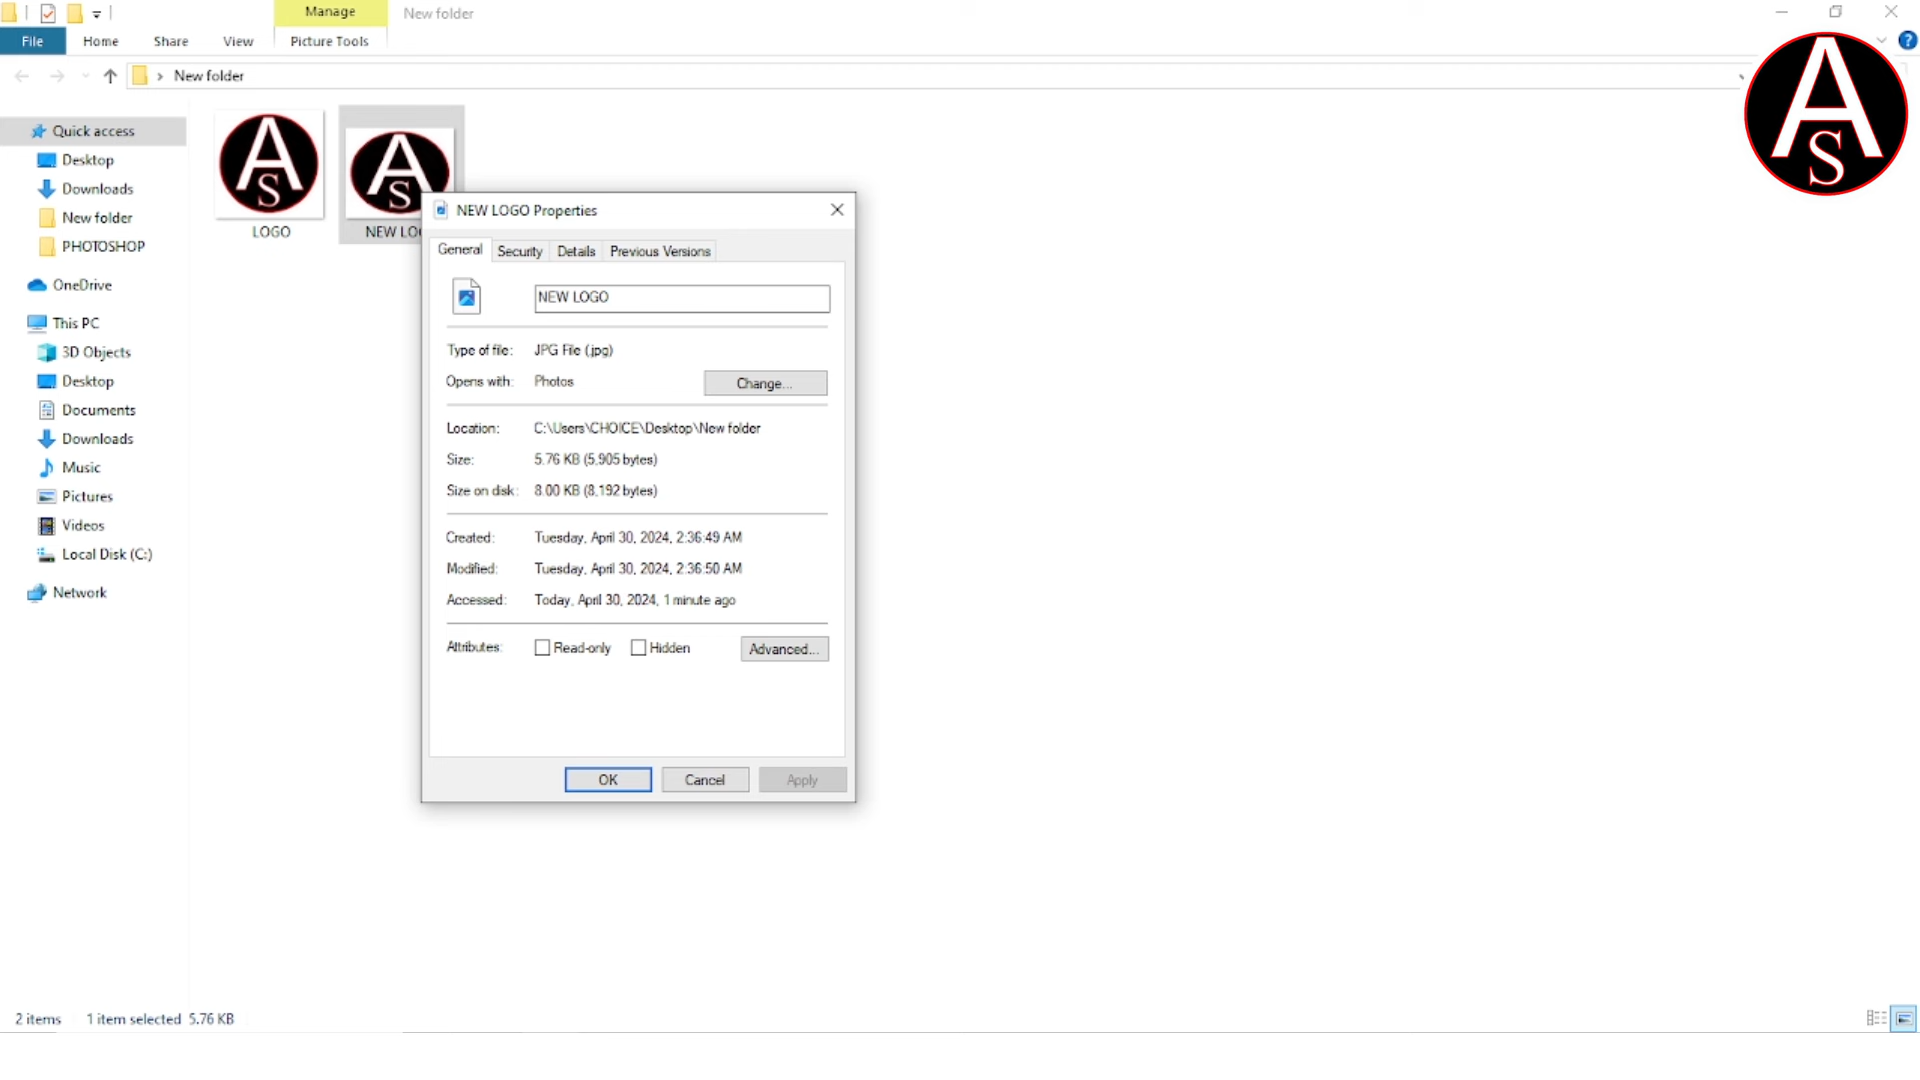 Manage
New folder
File
Home
Share
View
Picture Tools
New folder
Quick access
Desktop
Downloads
New folder
PHOTOSHOP
OneDrive
This PC
3D Objects
Desktop
Documents
Downloads
Music
Pictures
Videos
Local Disk (C:)
Network
AS
LOGO
AS
NEW LO
NEW LOGO Properties
General
Security
Details
Previous Versions
NEW LOGO
Type of file: JPG File (.jpg)
Opens with: Photos
Change...
Location: C:\Users\CHOICE\Desktop\New folder
Size: 5.76 KB (5,905 bytes)
Size on disk: 8.00 KB (8,192 bytes)
Created: Tuesday, April 30, 2024, 2:36:49 AM
Modified: Tuesday, April 30, 2024, 2:36:50 AM
Accessed: Today, April 30, 2024, 1 minute ago
Attributes: Read-only Hidden Advanced...
OK
Cancel
Apply
2 items 1 item selected 5.76 KB
?
AS